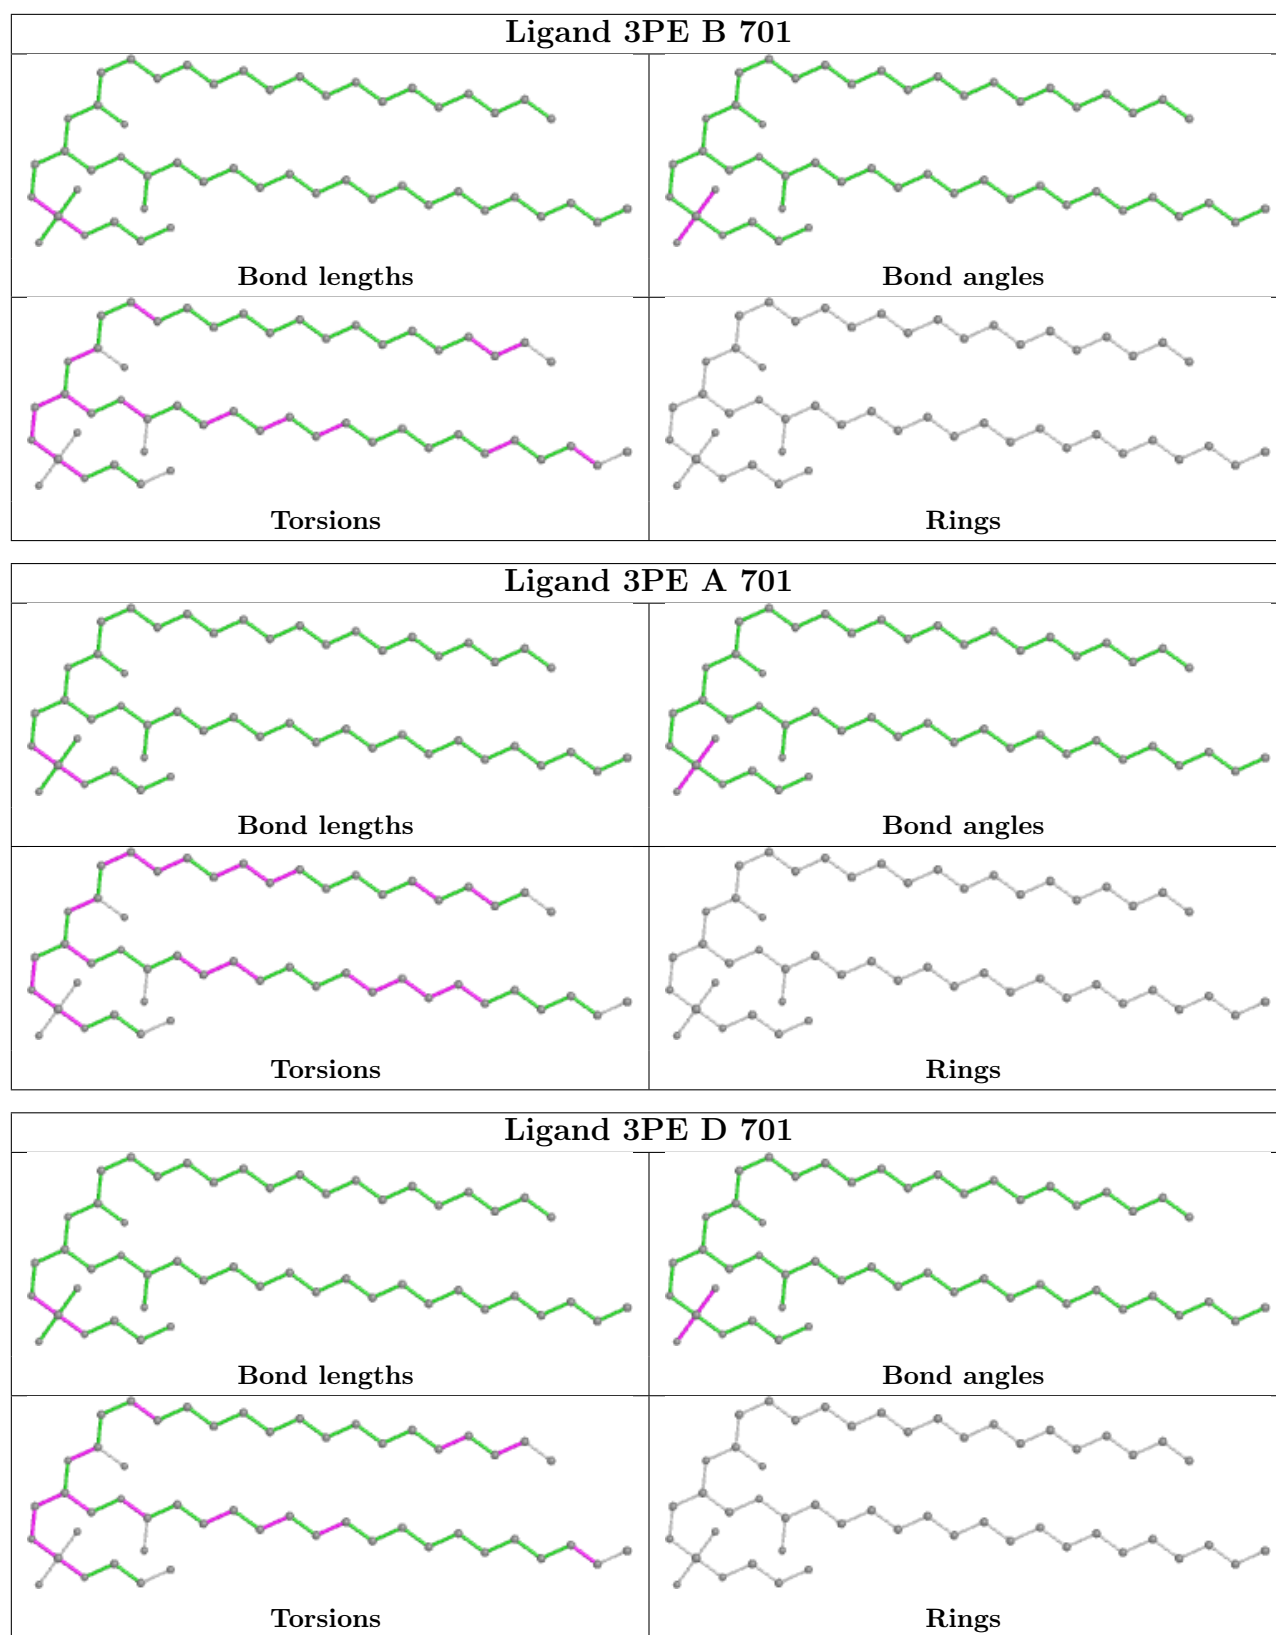 Ligand 3PE B 701
Bond lengths
Bond angles
Torsions
Rings
Ligand 3PE A 701
Bond lengths
Bond angles
Torsions
Rings
Ligand 3PE D 701
Bond lengths
Bond angles
Torsions
Rings